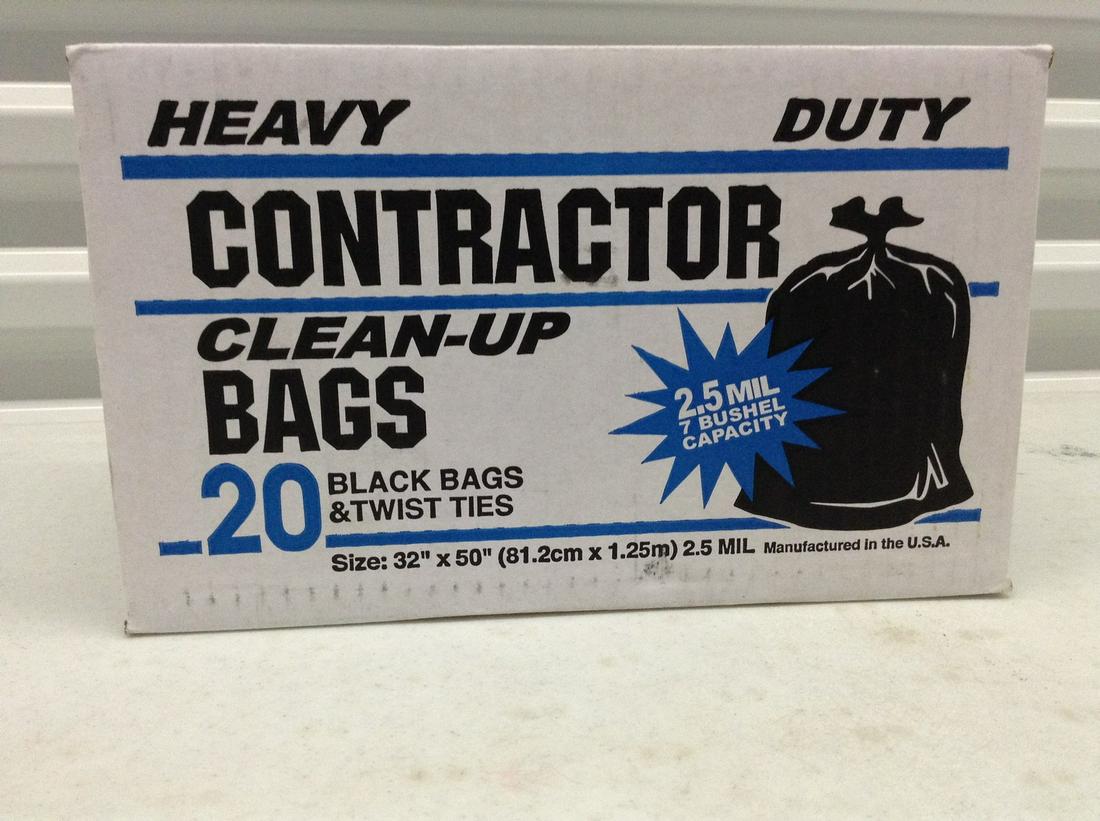 HEAVY DUTY
CONTRACTOR
CLEAN-UP
BAGS
2.5 MIL
7 BUSHEL
CAPACITY
20 BLACK BAGS
&TWIST TIES
Size: 32" x 50" (81.2cm x 1.25m) 2.5 MIL Manufactured in the U.S.A.